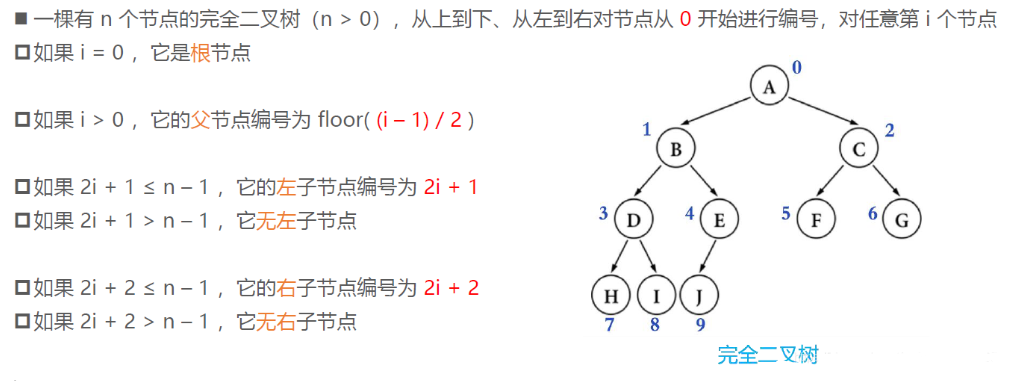 ■ 一棵有 n 个节点的完全二叉树（n > 0），从上到下、从左到右对节点从 0 开始进行编号，对任意第 i 个节点
如果 i = 0 ，它是根节点
如果 i > 0 ，它的父节点编号为 floor( (i – 1) / 2 )
如果 2i + 1 ≤ n – 1 ，它的左子节点编号为 2i + 1
如果 2i + 1 > n – 1 ，它无左子节点
如果 2i + 2 ≤ n – 1 ，它的右子节点编号为 2i + 2
如果 2i + 2 > n – 1 ，它无右子节点
0
A
1 2
B C
3 4 5 6
D E F G
H I J
7 8 9
完全二叉树